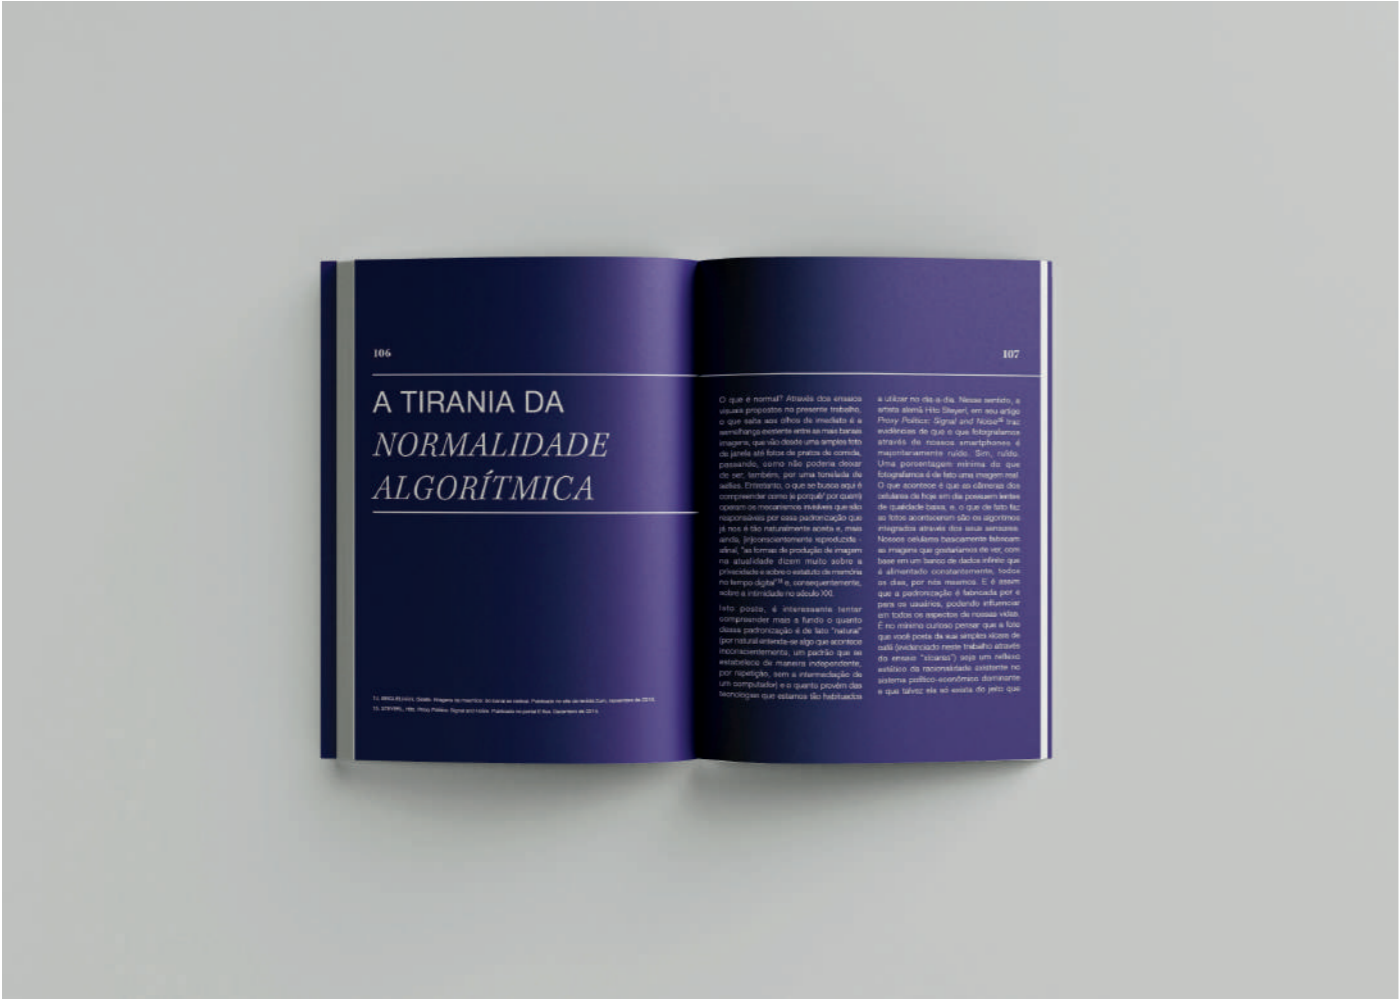 106
A TIRANIA DA
NORMALIDADE
ALGORÍTMICA
107
O que é normal? Através dos ensaios
visuais propostos no presente trabalho,
o que salta aos olhos de imediato é a
semelhança existente entre as mais banais
imagens, que vão desde uma simples foto
de janela até fotos de pratos de comida,
passando, como não poderia deixar
de ser, também, por uma tonelada de
selfies. Entretanto, o que se busca aqui é
compreender como (e porquê/ por quem)
operam os mecanismos invisíveis que são
responsáveis por essa padronização que
já nos é tão naturalmente aceita e, mais
ainda, (in)conscientemente reproduzida -
afinal, "as formas de produção de imagem
na atualidade dizem muito sobre a
privacidade e sobre o estatuto da memória
no tempo digital" e, consequentemente,
sobre a intimidade no século XXI.
Isto posto, é interessante tentar
compreender mais a fundo o quanto
dessa padronização é de fato "natural"
(por natural entenda-se algo que acontece
inconscientemente, um padrão que se
estabelece de maneira independente,
por repetição, sem a intermediação de
um computador) e o quanto provém das
tecnologias que estamos tão habituados
a utilizar no dia a dia. Nesse sentido, a
artista alemã Hito Steyerl, em seu artigo
Proxy Politics: Signal and Noise traz
evidências de que o que fotografamos
através de nossos smartphones é
majoritariamente ruído. Sim, ruído.
Uma porcentagem mínima do que
fotografamos é de fato uma imagem real.
O que acontece é que as câmeras dos
celulares de hoje em dia possuem lentes
de qualidade baixa, e, o que de fato faz
as fotos acontecerem são os algoritmos
integrados através dos seus sensores.
Nossos celulares basicamente fabricam
as imagens que gostaríamos de ver, com
base em um banco de dados infinito que
é alimentado constantemente, todos
os dias, por nós mesmos. E é assim
que a padronização é fabricada por e
para os usuários, podendo influenciar
em todos os aspectos de nossas vidas.
É no mínimo curioso pensar que a foto
que você posta da sua simples xícara de
café (evidenciado neste trabalho através
do ensaio "xícaras") seja um reflexo
estético da racionalidade existente no
sistema político-econômico dominante
e que talvez ela só exista do jeito que
STEYERL, Hito. Proxy Politics: Signal and Noise. Publicado no portal E-flux. Dezembro de 2014.